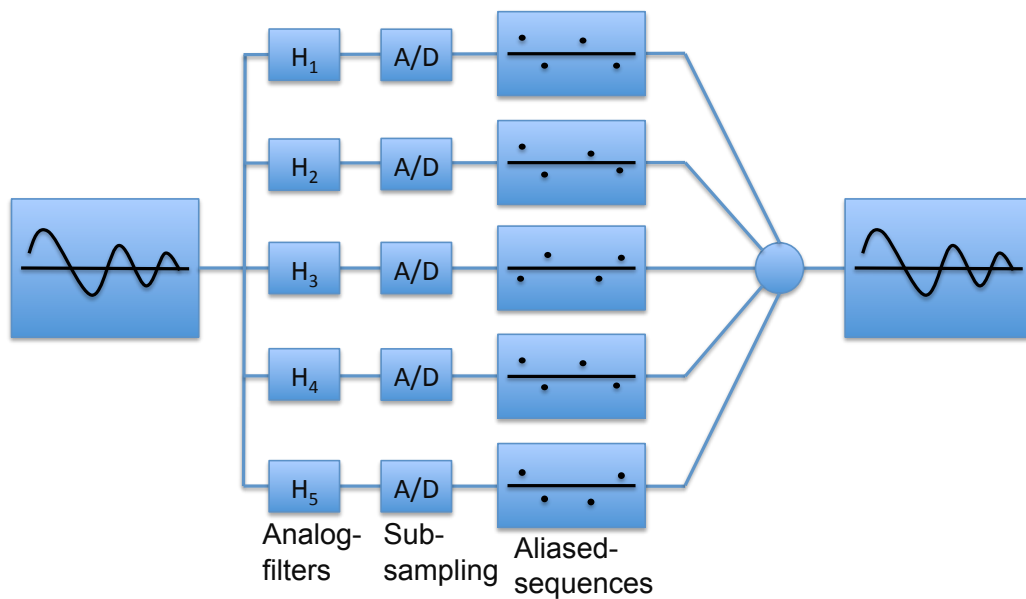 H₁ A/D
H₂ A/D
H₃ A/D
H₄ A/D
H₅ A/D
Analog-
filters
Sub-
sampling
Aliased-
sequences